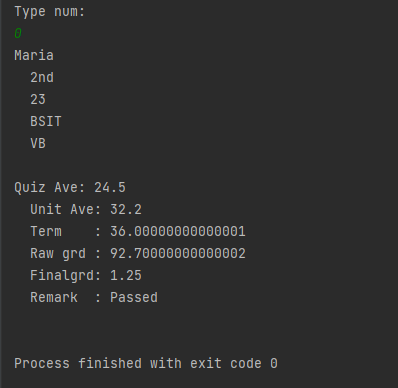 Type num:
0
Maria
  2nd
  23
  BSIT
  VB

Quiz Ave: 24.5
  Unit Ave: 32.2
  Term    : 36.00000000000001
  Raw grd : 92.70000000000002
  Finalgrd: 1.25
  Remark  : Passed


Process finished with exit code 0